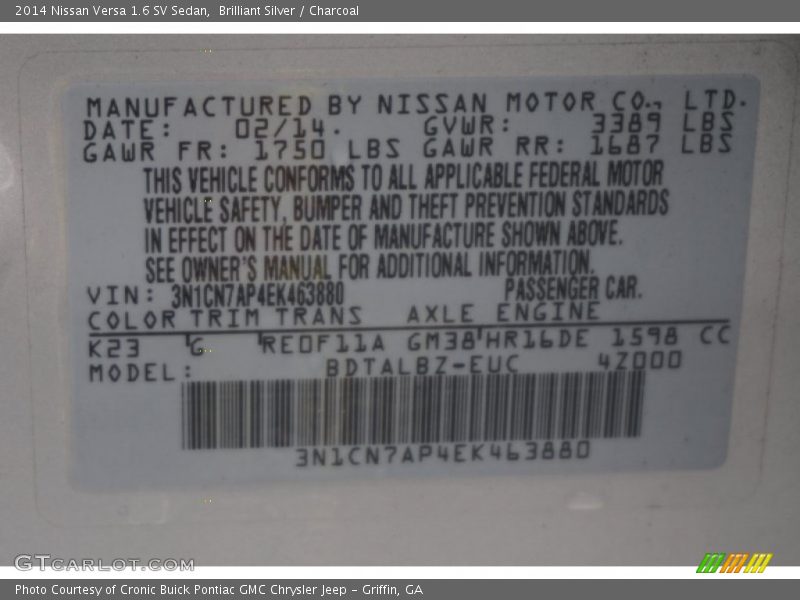 2014 Nissan Versa 1.6 SV Sedan,  Brilliant Silver / Charcoal
MANUFACTURED BY NISSAN MOTOR CO., LTD.
DATE: 02/14. GVWR: 3389 LBS
GAWR FR: 1750 LBS GAWR RR: 1687 LBS
THIS VEHICLE CONFORMS TO ALL APPLICABLE FEDERAL MOTOR
VEHICLE SAFETY, BUMPER AND THEFT PREVENTION STANDARDS
IN EFFECT ON THE DATE OF MANUFACTURE SHOWN ABOVE.
SEE OWNER'S MANUAL FOR ADDITIONAL INFORMATION.
VIN: 3N1CN7AP4EK463880 PASSENGER CAR.
COLOR TRIM TRANS AXLE ENGINE
K23 G RE0F11A GM38 HR16DE 1598 CC
MODEL: BDTALBZ-EUC 4Z000
3N1CN7AP4EK463880
GTCARLOT.COM
Photo Courtesy of Cronic Buick Pontiac GMC Chrysler Jeep - Griffin, GA